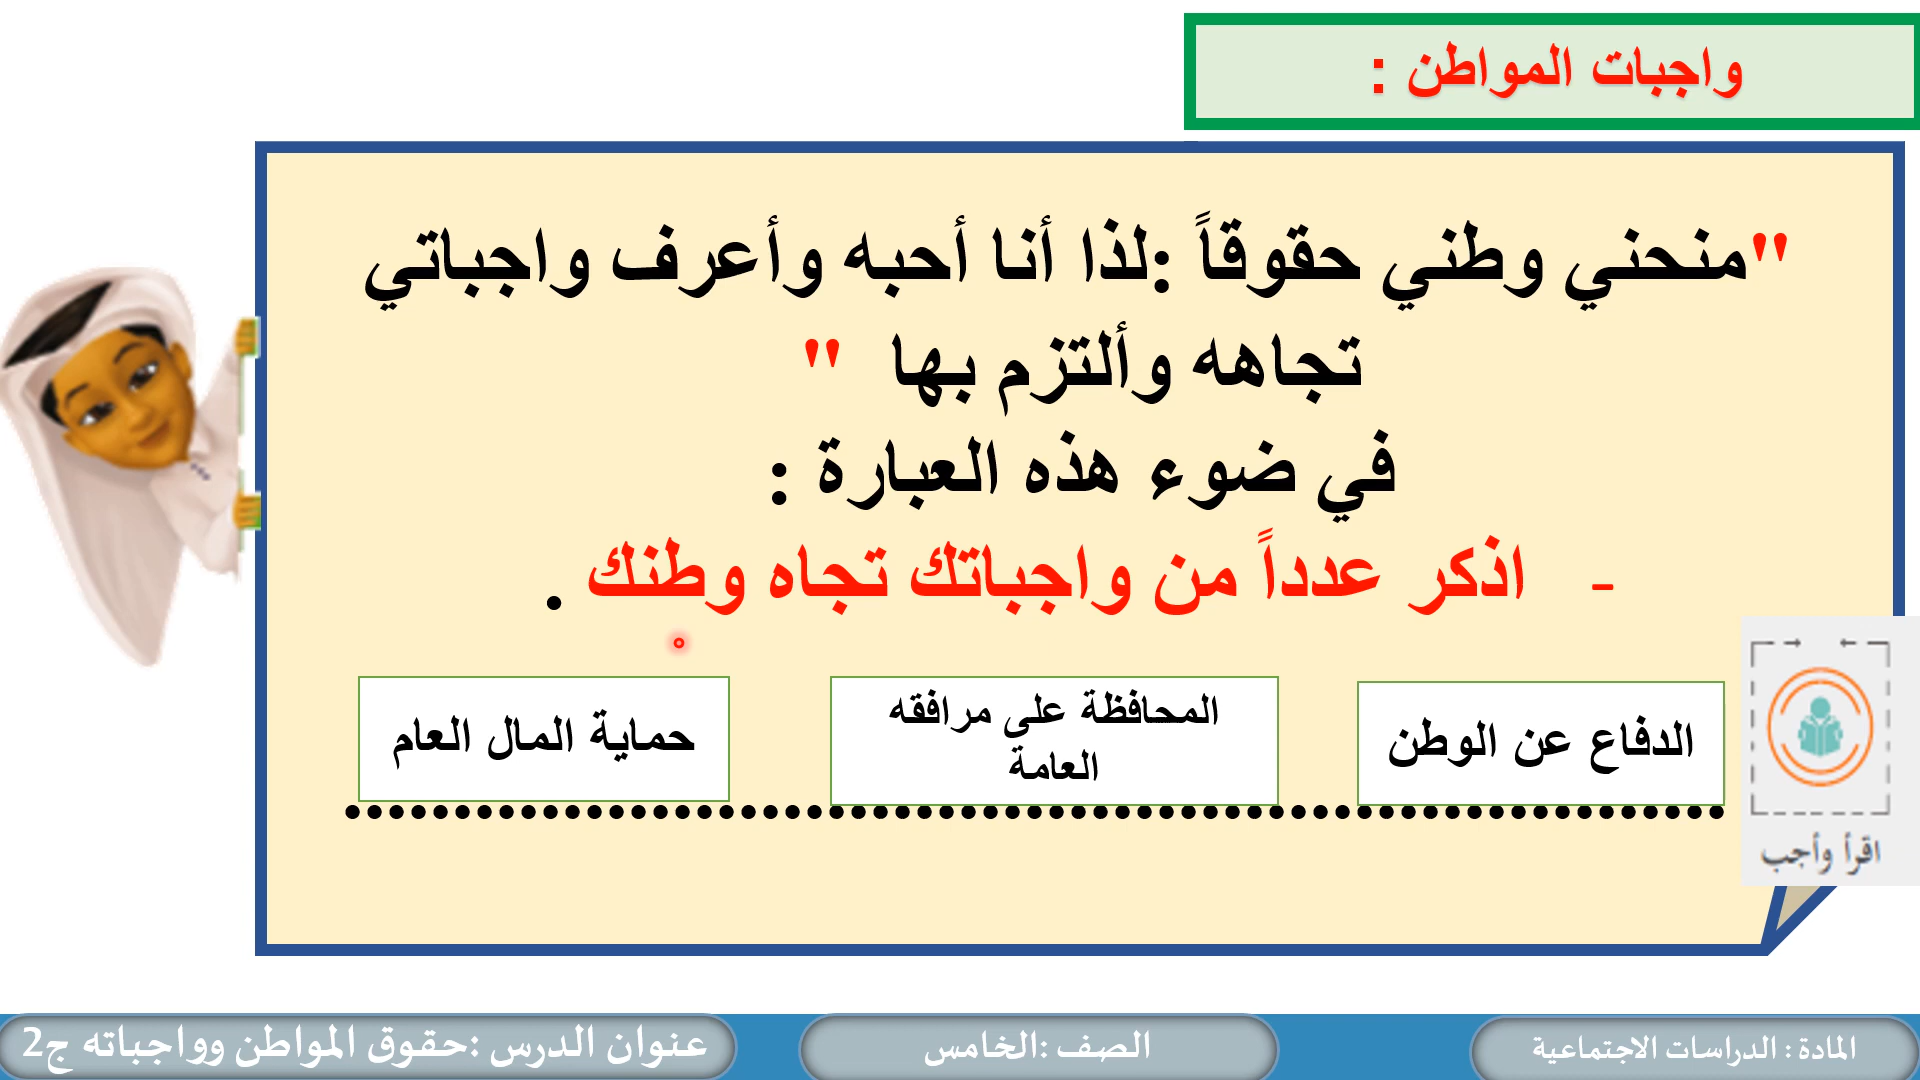 واجبات المواطن :
"منحني وطني حقوقاً :لذا أنا أحبه وأعرف واجباتي
تجاهه وألتزم بها "
في ضوء هذه العبارة :
- اذكر عدداً من واجباتك تجاه وطنك .
الدفاع عن الوطن
المحافظة على مرافقه
العامة
حماية المال العام
اقرأ وأجب
المادة : الدراسات الاجتماعية
الصف :الخامس
عنوان الدرس :حقوق المواطن وواجباته ج2